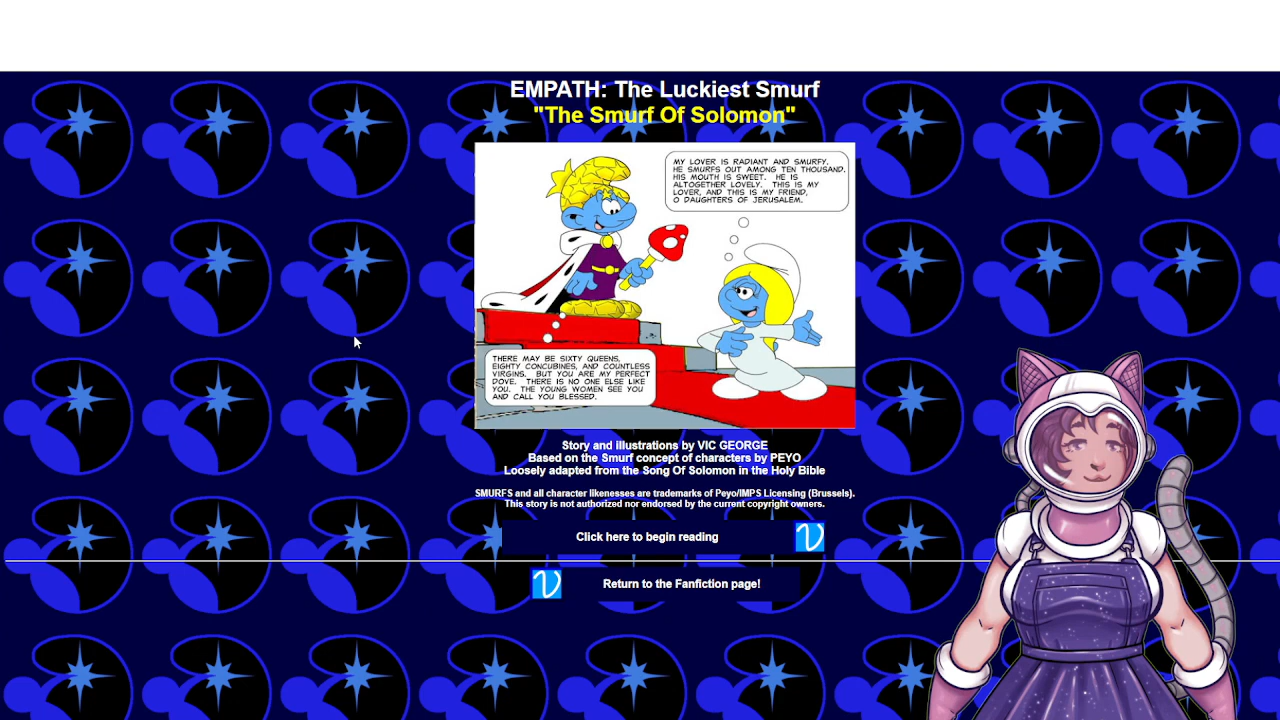 EMPATH: The Luckiest Smurf
"The Smurf Of Solomon"
MY LOVER IS RADIANT AND SMURFY.
HE SMURFS OUT AMONG TEN THOUSAND.
HIS MOUTH IS SWEET. HE IS
ALTOGETHER LOVELY. THIS IS MY
LOVER, AND THIS IS MY FRIEND,
O DAUGHTERS OF JERUSALEM.
THERE MAY BE SIXTY QUEENS,
EIGHTY CONCUBINES, AND COUNTLESS
VIRGINS. BUT YOU ARE MY PERFECT
DOVE. THERE IS NO ONE ELSE LIKE
YOU. THE YOUNG WOMEN SEE YOU
AND CALL YOU BLESSED.
Story and illustrations by VIC GEORGE
Based on the Smurf concept of characters by PEYO
Loosely adapted from the Song Of Solomon in the Holy Bible
SMURFS and all character likenesses are trademarks of Peyo/IMPS Licensing (Brussels).
This story is not authorized nor endorsed by the current copyright owners.
Click here to begin reading
Return to the Fanfiction page!